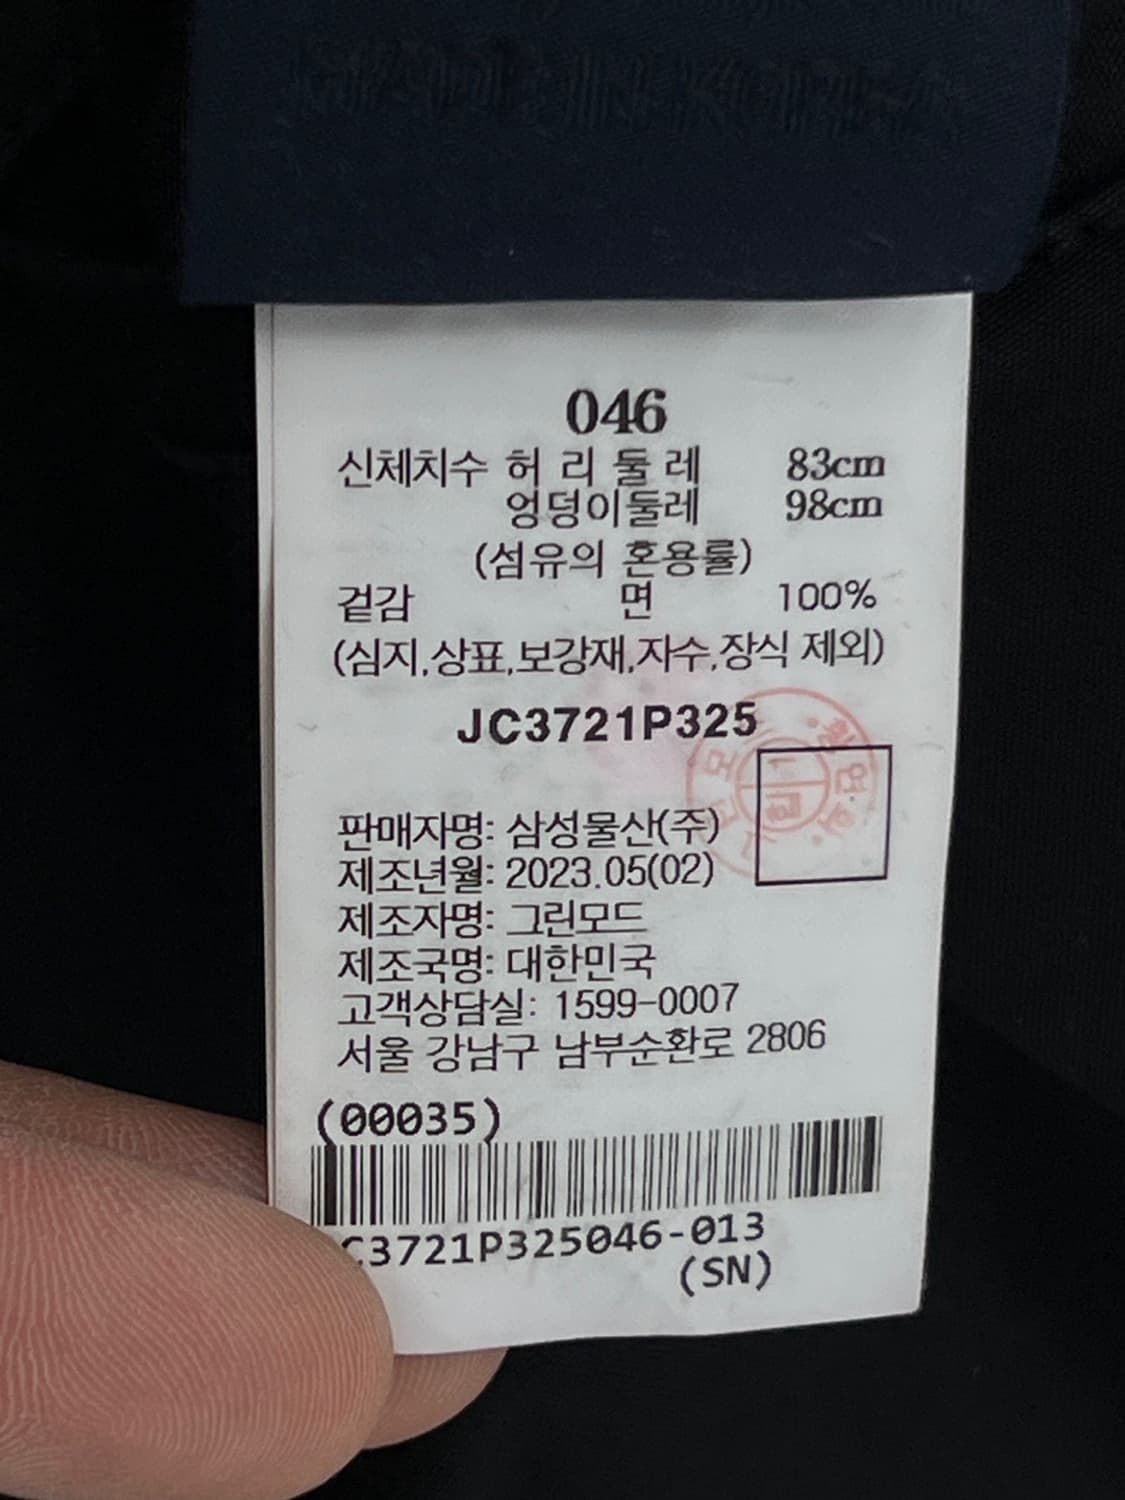 046
신체치수 허 리 둘 레 83cm
엉덩이둘레 98cm
(섬유의 혼용률)
겉감 면 100%
(심지,상표,보강재,자수,장식 제외)
JC3721P325
판매자명: 삼성물산(주)
제조년월: 2023.05(02)
제조자명: 그린모드
제조국명: 대한민국
고객상담실: 1599-0007
서울 강남구 남부순환로 2806
(00035)
C3721P325046-013
(SN)